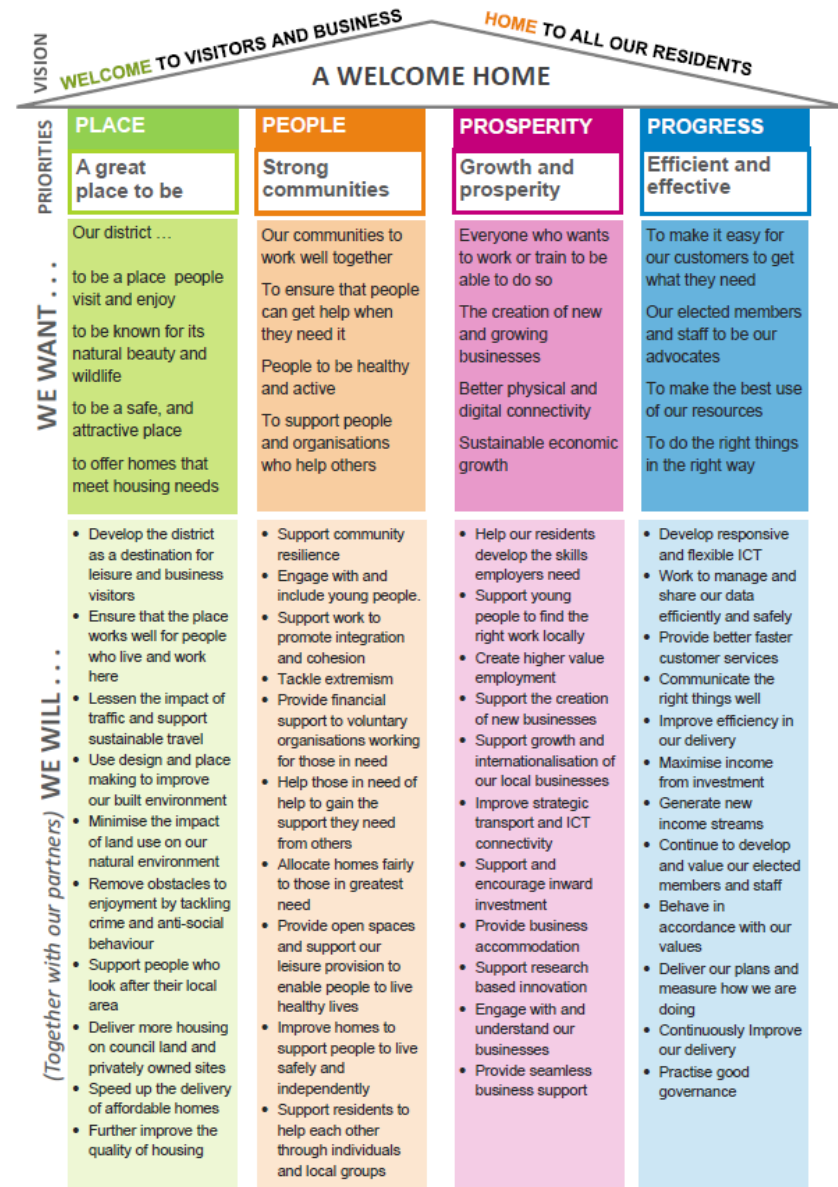 VISION
WELCOME TO VISITORS AND BUSINESS
HOME TO ALL OUR RESIDENTS
A WELCOME HOME
PRIORITIES
PLACE
A great
place to be
PEOPLE
Strong
communities
PROSPERITY
Growth and
prosperity
PROGRESS
Efficient and
effective
WE WANT . . .
Our district …
to be a place people
visit and enjoy
to be known for its
natural beauty and
wildlife
to be a safe, and
attractive place
to offer homes that
meet housing needs
Our communities to
work well together
To ensure that people
can get help when
they need it
People to be healthy
and active
To support people
and organisations
who help others
Everyone who wants
to work or train to be
able to do so
The creation of new
and growing
businesses
Better physical and
digital connectivity
Sustainable economic
growth
To make it easy for
our customers to get
what they need
Our elected members
and staff to be our
advocates
To make the best use
of our resources
To do the right things
in the right way
(Together with our partners) WE WILL . . .
• Develop the district
as a destination for
leisure and business
visitors
• Ensure that the place
works well for people
who live and work
here
• Lessen the impact of
traffic and support
sustainable travel
• Use design and place
making to improve
our built environment
• Minimise the impact
of land use on our
natural environment
• Remove obstacles to
enjoyment by tackling
crime and anti-social
behaviour
• Support people who
look after their local
area
• Deliver more housing
on council land and
privately owned sites
• Speed up the delivery
of affordable homes
• Further improve the
quality of housing
• Support community
resilience
• Engage with and
include young people.
• Support work to
promote integration
and cohesion
• Tackle extremism
• Provide financial
support to voluntary
organisations working
for those in need
• Help those in need of
help to gain the
support they need
from others
• Allocate homes fairly
to those in greatest
need
• Provide open spaces
and support our
leisure provision to
enable people to live
healthy lives
• Improve homes to
support people to live
safely and
independently
• Support residents to
help each other
through individuals
and local groups
• Help our residents
develop the skills
employers need
• Support young
people to find the
right work locally
• Create higher value
employment
• Support the creation
of new businesses
• Support growth and
internationalisation of
our local businesses
• Improve strategic
transport and ICT
connectivity
• Support and
encourage inward
investment
• Provide business
accommodation
• Support research
based innovation
• Engage with and
understand our
businesses
• Provide seamless
business support
• Develop responsive
and flexible ICT
• Work to manage and
share our data
efficiently and safely
• Provide better faster
customer services
• Communicate the
right things well
• Improve efficiency in
our delivery
• Maximise income
from investment
• Generate new
income streams
• Continue to develop
and value our elected
members and staff
• Behave in
accordance with our
values
• Deliver our plans and
measure how we are
doing
• Continuously Improve
our delivery
• Practise good
governance